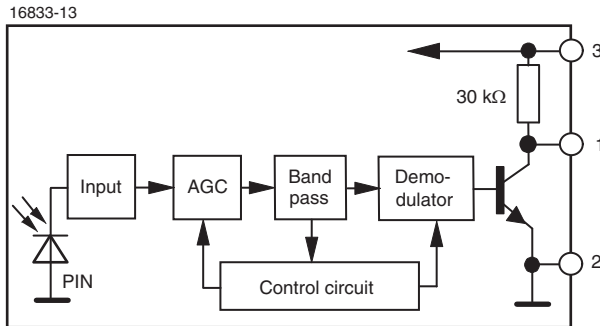 16833-13
3
30 kΩ
1
Input
AGC
Band
pass
Demo-
dulator
2
PIN
Control circuit